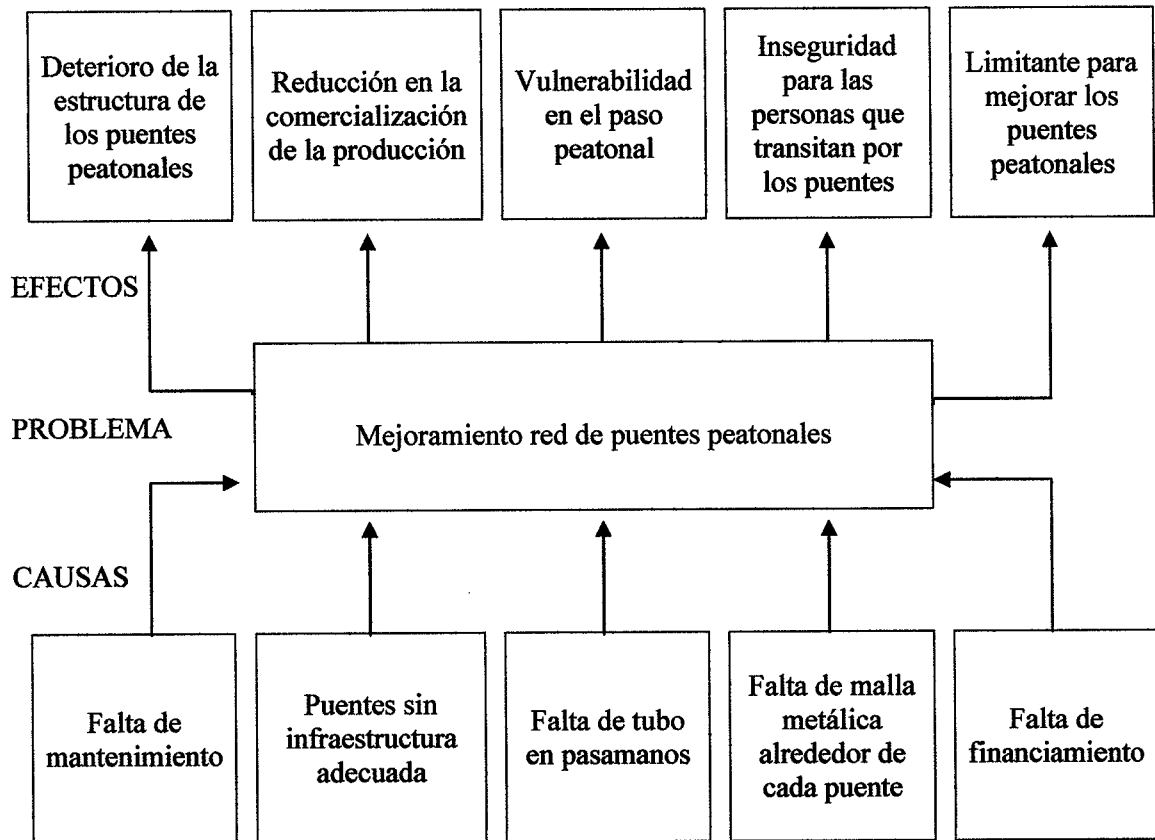 Deterioro de la
estructura de
los puentes
peatonales
Reducción en la
comercialización
de la producción
Vulnerabilidad
en el paso
peatonal
Inseguridad
para las
personas que
transitan por
los puentes
Limitante para
mejorar los
puentes
peatonales
EFECTOS
PROBLEMA
Mejoramiento red de puentes peatonales
CAUSAS
Falta de
mantenimiento
Puentes sin
infraestructura
adecuada
Falta de tubo
en pasamanos
Falta de malla
metálica
alrededor de
cada puente
Falta de
financiamiento